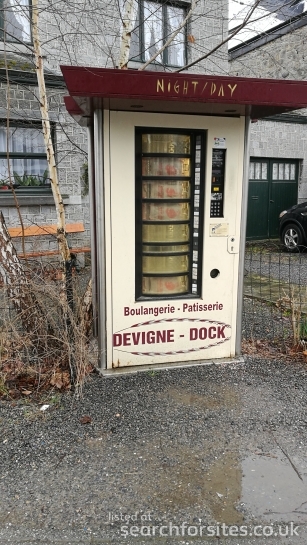 NIGHT/DAY
Boulangerie - Patisserie
DEVIGNE - DOCK
listed at
searchforsites.co.uk